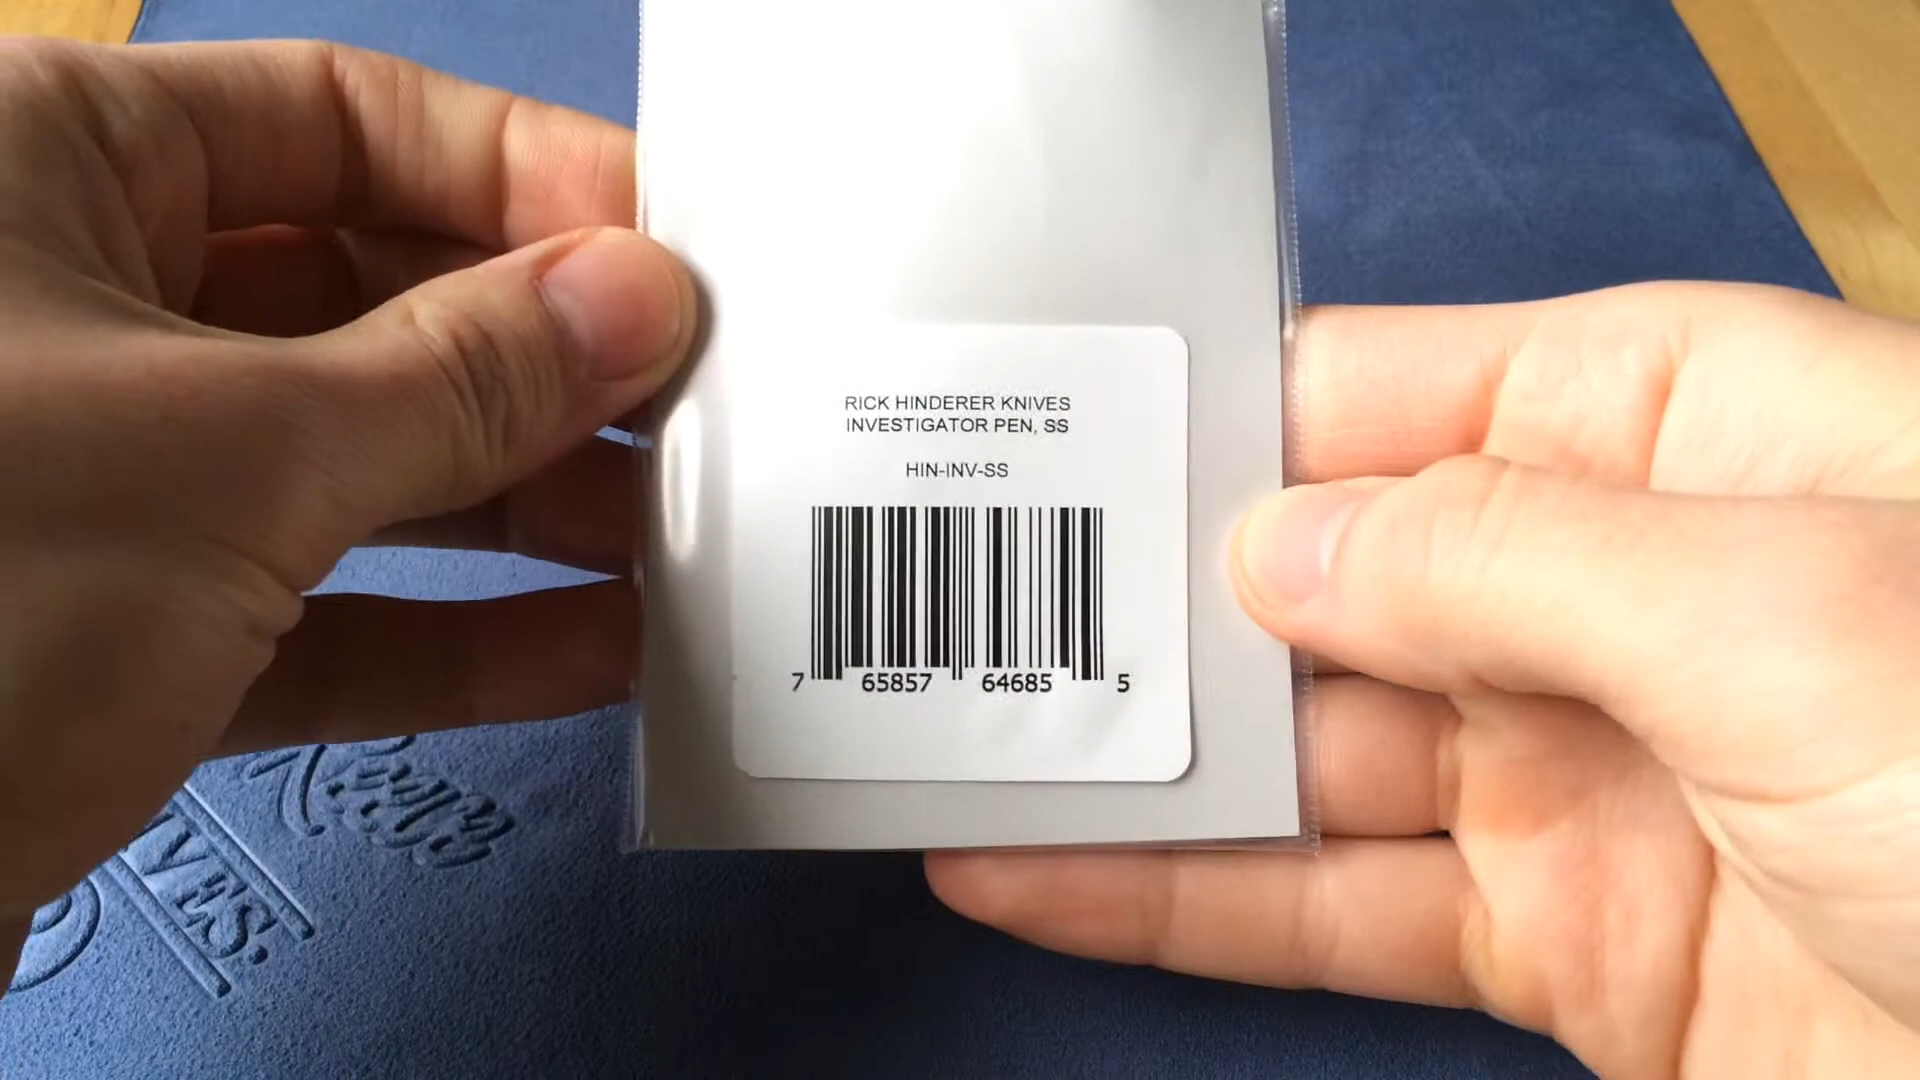 RICK HINDERER KNIVES
INVESTIGATOR PEN, SS
HIN-INV-SS
7 65857 64685 5